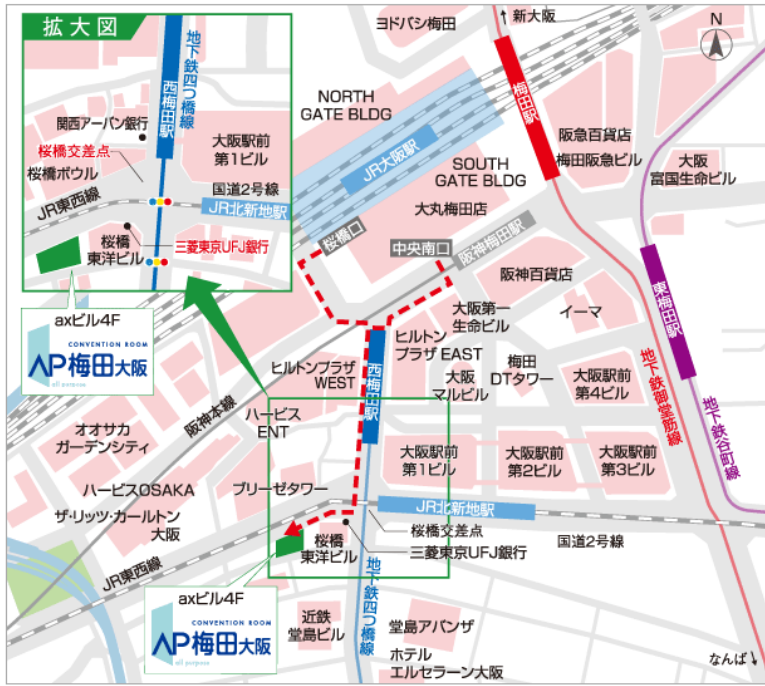 拡大図
地下鉄四つ橋線
西梅田駅
関西アーバン銀行
桜橋交差点
桜橋ボウル
大阪駅前
第1ビル
国道2号線
JR東西線
JR北新地駅
桜橋
東洋ビル
三菱東京UFJ銀行
axビル4F
CONVENTION ROOM
AP梅田大阪
all purpose
ヨドバシ梅田
新大阪
N
NORTH
GATE BLDG
梅田駅
阪急百貨店
梅田阪急ビル
JR大阪駅
SOUTH
GATE BLDG
大阪
富国生命ビル
大丸梅田店
桜橋口
中央南口
阪神梅田駅
阪神百貨店
東梅田駅
大阪第一
生命ビル
イーマ
ヒルトン
プラザ EAST
ヒルトンプラザ
WEST
西梅田駅
大阪
マルビル
梅田
DTタワー
大阪駅前
第4ビル
地下鉄御堂筋線
地下鉄谷町線
阪神本線
ハービス
ENT
オオサカ
ガーデンシティ
大阪駅前
第1ビル
大阪駅前
第2ビル
大阪駅前
第3ビル
ハービスOSAKA
ブリーゼタワー
ザ・リッツ・カールトン
大阪
JR北新地駅
桜橋交差点
国道2号線
桜橋
東洋ビル
三菱東京UFJ銀行
JR東西線
地下鉄四つ橋線
axビル4F
CONVENTION ROOM
AP梅田大阪
all purpose
近鉄
堂島ビル
堂島アバンザ
ホテル
エルセラーン大阪
なんば